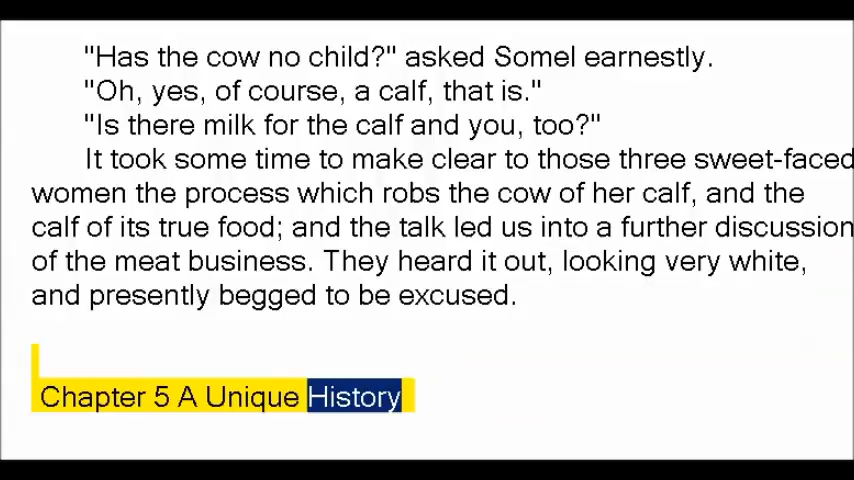 "Has the cow no child?" asked Somel earnestly.
"Oh, yes, of course, a calf, that is."
"Is there milk for the calf and you, too?"
It took some time to make clear to those three sweet-faced
women the process which robs the cow of her calf, and the
calf of its true food; and the talk led us into a further discussion
of the meat business. They heard it out, looking very white,
and presently begged to be excused.
Chapter 5 A Unique History